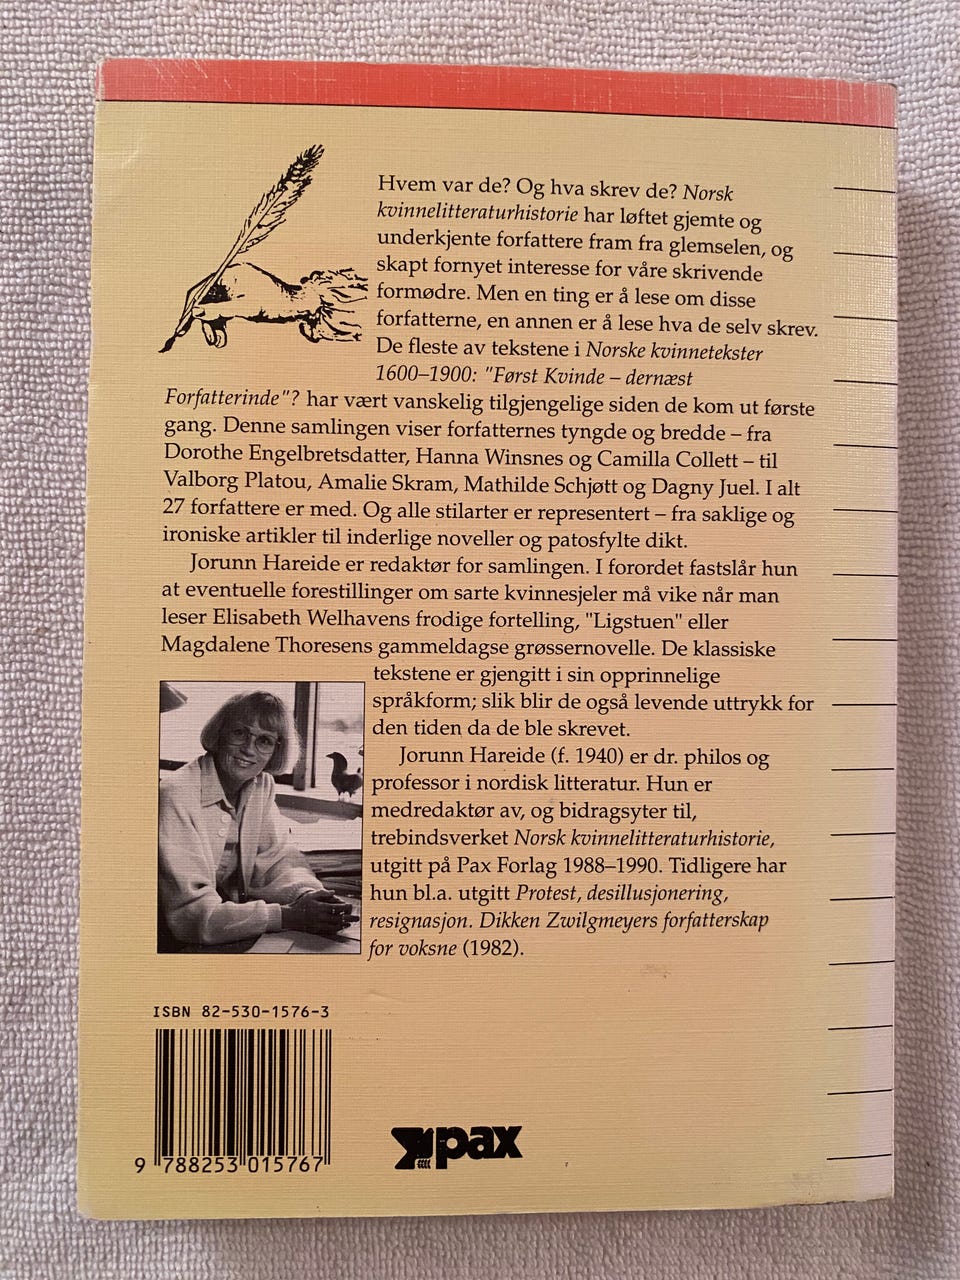 Hvem var de? Og hva skrev de? Norsk
kvinnelitteraturhistorie har løftet gjemte og
underkjente forfattere fram fra glemselen, og
skapt fornyet interesse for våre skrivende
formødre. Men en ting er å lese om disse
forfatterne, en annen er å lese hva de selv skrev.
De fleste av tekstene i Norske kvinnetekster
1600–1900: "Først Kvinde – dernæst
Forfatterinde"? har vært vanskelig tilgjengelige siden de kom ut første
gang. Denne samlingen viser forfatternes tyngde og bredde – fra
Dorothe Engelbretsdatter, Hanna Winsnes og Camilla Collett – til
Valborg Platou, Amalie Skram, Mathilde Schjøtt og Dagny Juel. I alt
27 forfattere er med. Og alle stilarter er representert – fra saklige og
ironiske artikler til inderlige noveller og patosfylte dikt.
Jorunn Hareide er redaktør for samlingen. I forordet fastslår hun
at eventuelle forestillinger om sarte kvinnesjeler må vike når man
leser Elisabeth Welhavens frodige fortelling, "Ligstuen" eller
Magdalene Thoresens gammeldagse grøssernovelle. De klassiske
tekstene er gjengitt i sin opprinnelige
språkform; slik blir de også levende uttrykk for
den tiden da de ble skrevet.
Jorunn Hareide (f. 1940) er dr. philos og
professor i nordisk litteratur. Hun er
medredaktør av, og bidragsyter til,
trebindsverket Norsk kvinnelitteraturhistorie,
utgitt på Pax Forlag 1988–1990. Tidligere har
hun bl.a. utgitt Protest, desillusjonering,
resignasjon. Dikken Zwilgmeyers forfatterskap
for voksne (1982).
ISBN 82-530-1576-3
9 788253 015767
pax